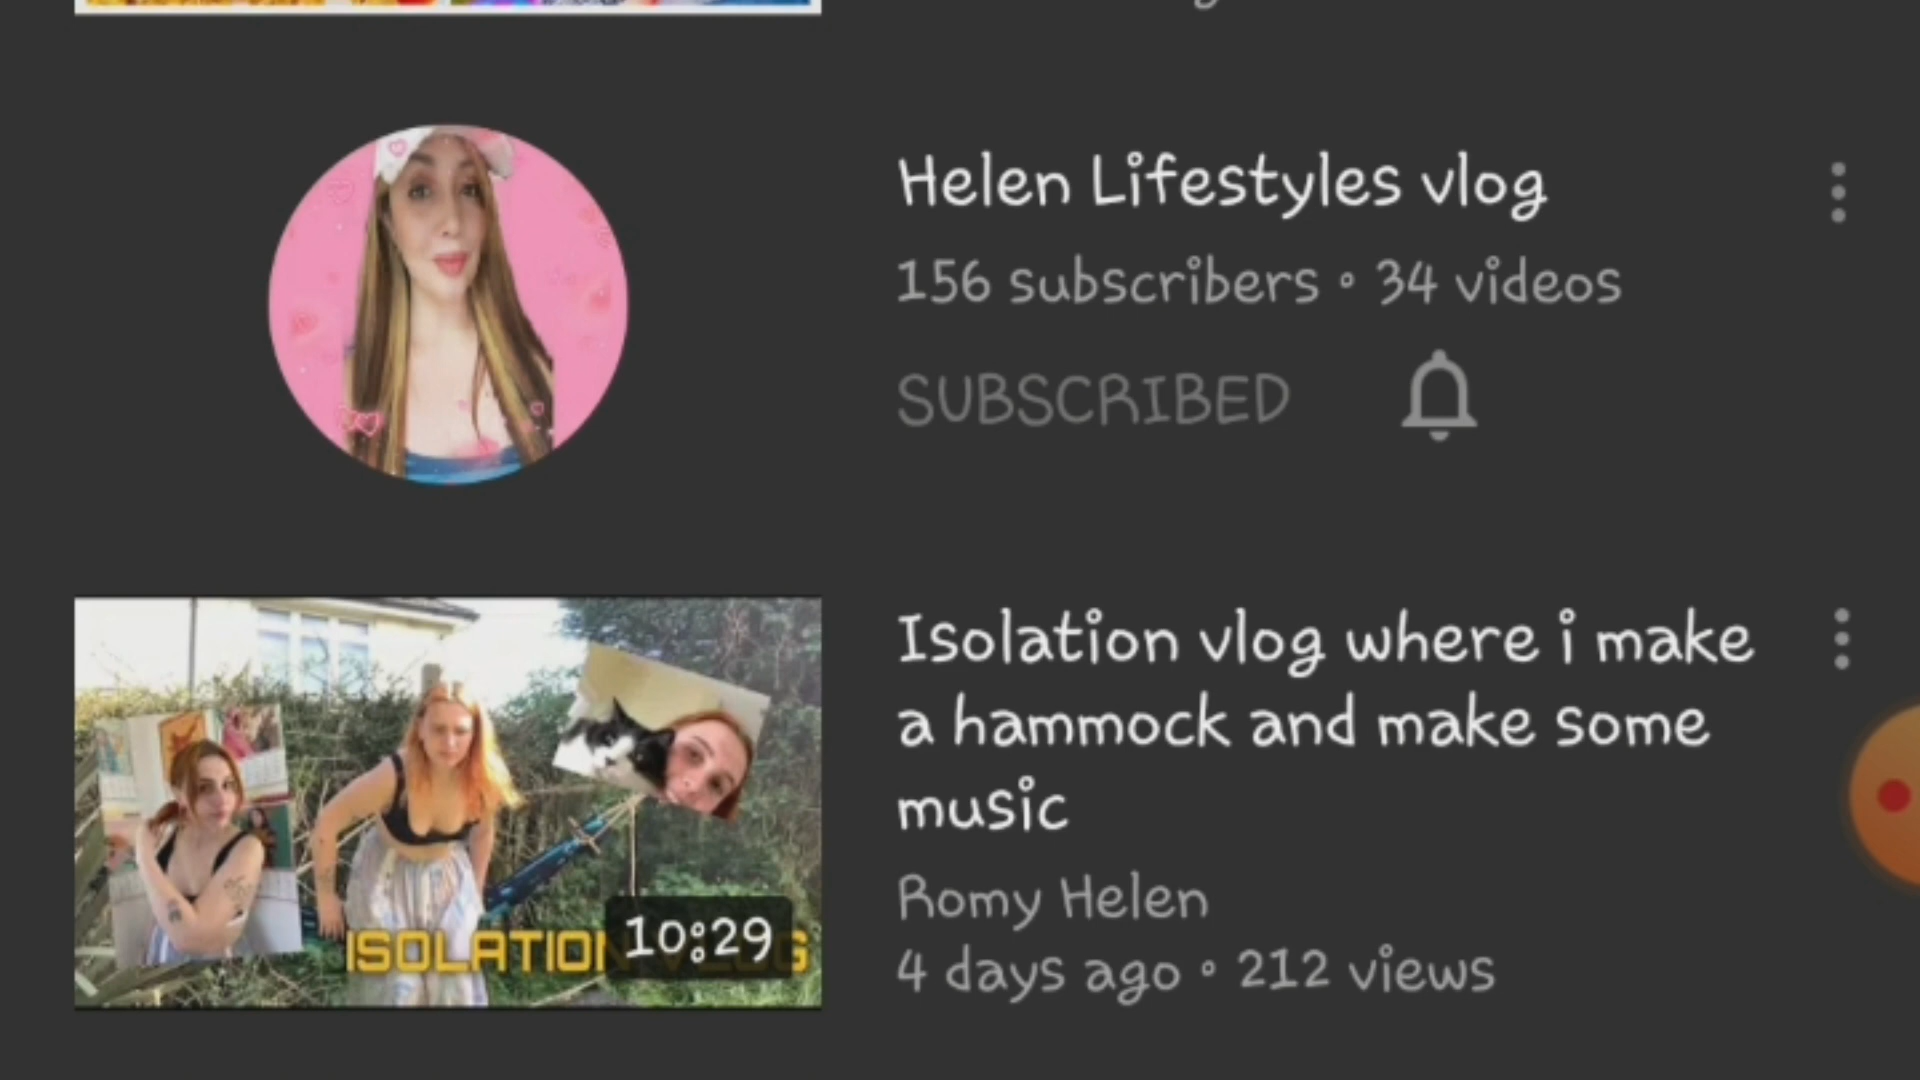 Helen Lifestyles vlog
156 subscribers • 34 videos
SUBSCRIBED
Isolation vlog where i make
a hammock and make some
music
Romy Helen
4 days ago • 212 views
10:29